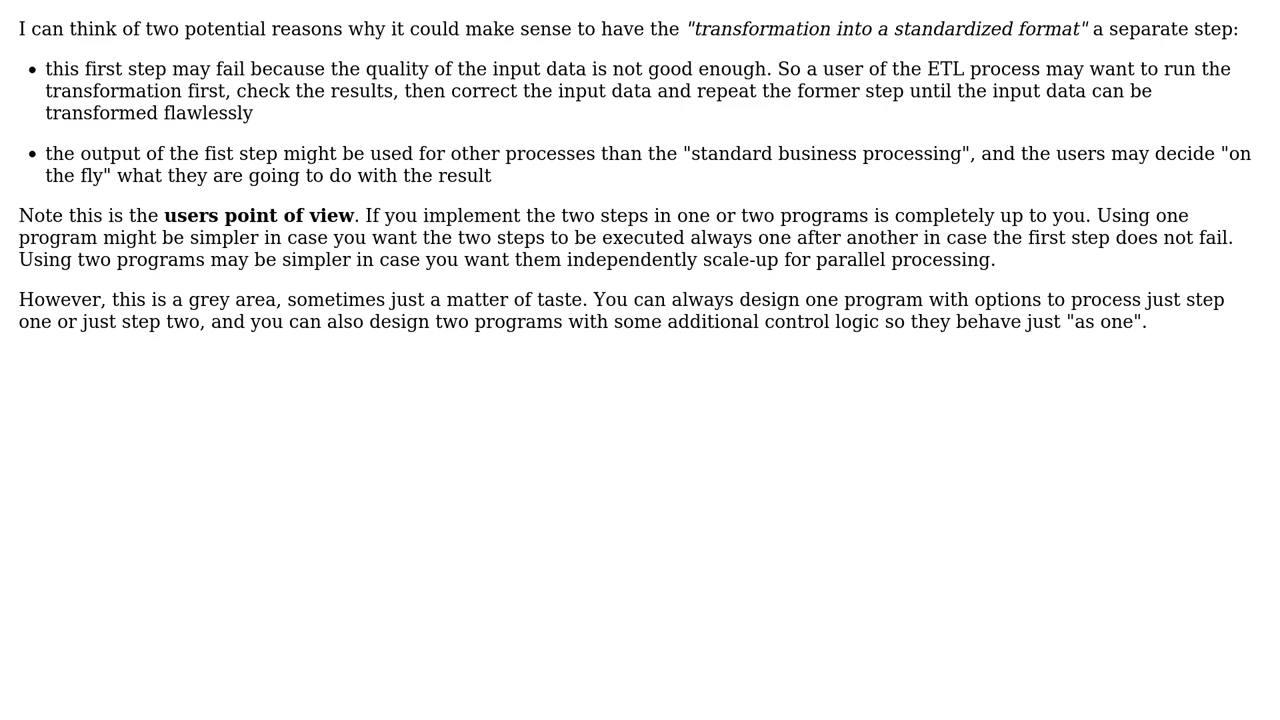 I can think of two potential reasons why it could make sense to have the "transformation into a standardized format" a separate step:
• this first step may fail because the quality of the input data is not good enough. So a user of the ETL process may want to run the
transformation first, check the results, then correct the input data and repeat the former step until the input data can be
transformed flawlessly
• the output of the fist step might be used for other processes than the "standard business processing", and the users may decide "on
the fly" what they are going to do with the result
Note this is the users point of view. If you implement the two steps in one or two programs is completely up to you. Using one
program might be simpler in case you want the two steps to be executed always one after another in case the first step does not fail.
Using two programs may be simpler in case you want them independently scale-up for parallel processing.
However, this is a grey area, sometimes just a matter of taste. You can always design one program with options to process just step
one or just step two, and you can also design two programs with some additional control logic so they behave just "as one".